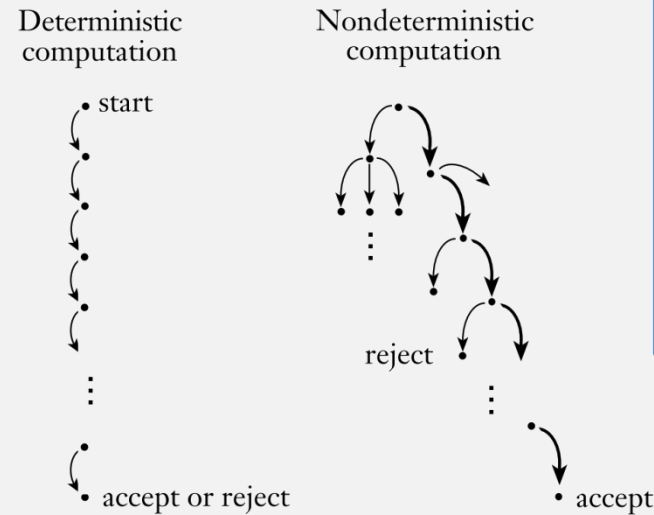 Deterministic
computation
Nondeterministic
computation
start
reject
accept or reject
accept